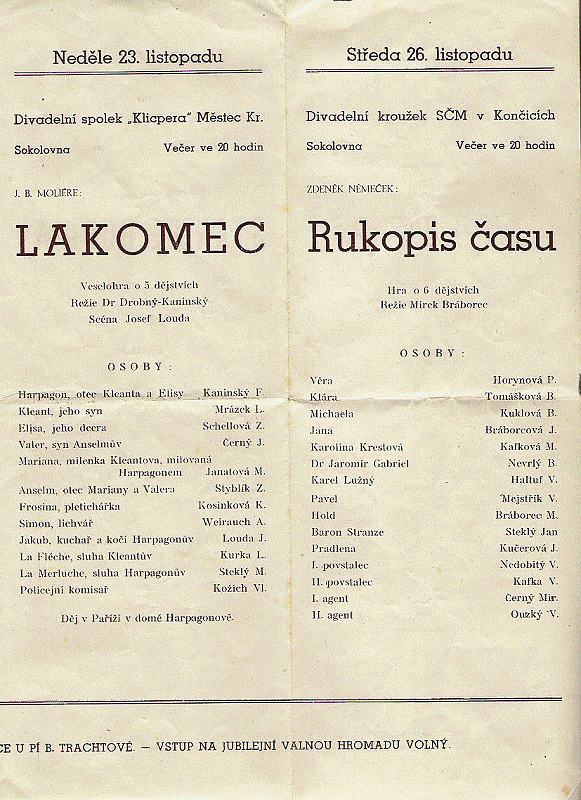 Neděle 23. listopadu
Divadelní spolek „Klicpera" Městec Kr.
Sokolovna Večer ve 20 hodin
J. B. MOLIÉRE:
LAKOMEC
Veselohra o 5 dějstvích
Režie Dr Drobný-Kaninský
Scéna Josef Louda
OSOBY:
Harpagon, otec Kleanta a Elisy Kaninský F.
Kleant, jeho syn Mrázek L.
Elisa, jeho dcera Schellová Z.
Valer, syn Anselmův Černý J.
Mariana, milenka Kleantova, milovaná
Harpagonem Janatová M.
Anselm, otec Mariany a Valera Styblík Z.
Frosina, pletichářka Kosinková K.
Simon, lichvář Weirauch A.
Jakub, kuchař a kočí Harpagonův Louda J.
La Fléche, sluha Kleantův Kurka L.
La Merluche, sluha Harpagonův Steklý M.
Policejní komisař Kožich Vl.
Děj v Paříži v domě Harpagonově.
Středa 26. listopadu
Divadelní kroužek SČM v Končicích
Sokolovna Večer ve 20 hodin
ZDENĚK NĚMEČEK:
Rukopis času
Hra o 6 dějstvích
Režie Mirek Bráborec
OSOBY:
Věra Horynová P.
Klára Tomášková B.
Michaela Kuklová B.
Jana Bráborcová J.
Karolina Krestová Kafková M.
Dr Jaromír Gabriel Nevrlý B.
Karel Lužný Haltuf V.
Pavel Mejstřík V.
Hold Bráborec M.
Baron Stranze Steklý Jan
Pradlena Kučerová J.
I. povstalec Nedobitý V.
II. povstalec Kafka V.
I. agent Černý Mir.
II. agent Ouzký V.
CE U PÍ B. TRACHTOVÉ. — VSTUP NA JUBILEJNÍ VALNOU HROMADU VOLNÝ.